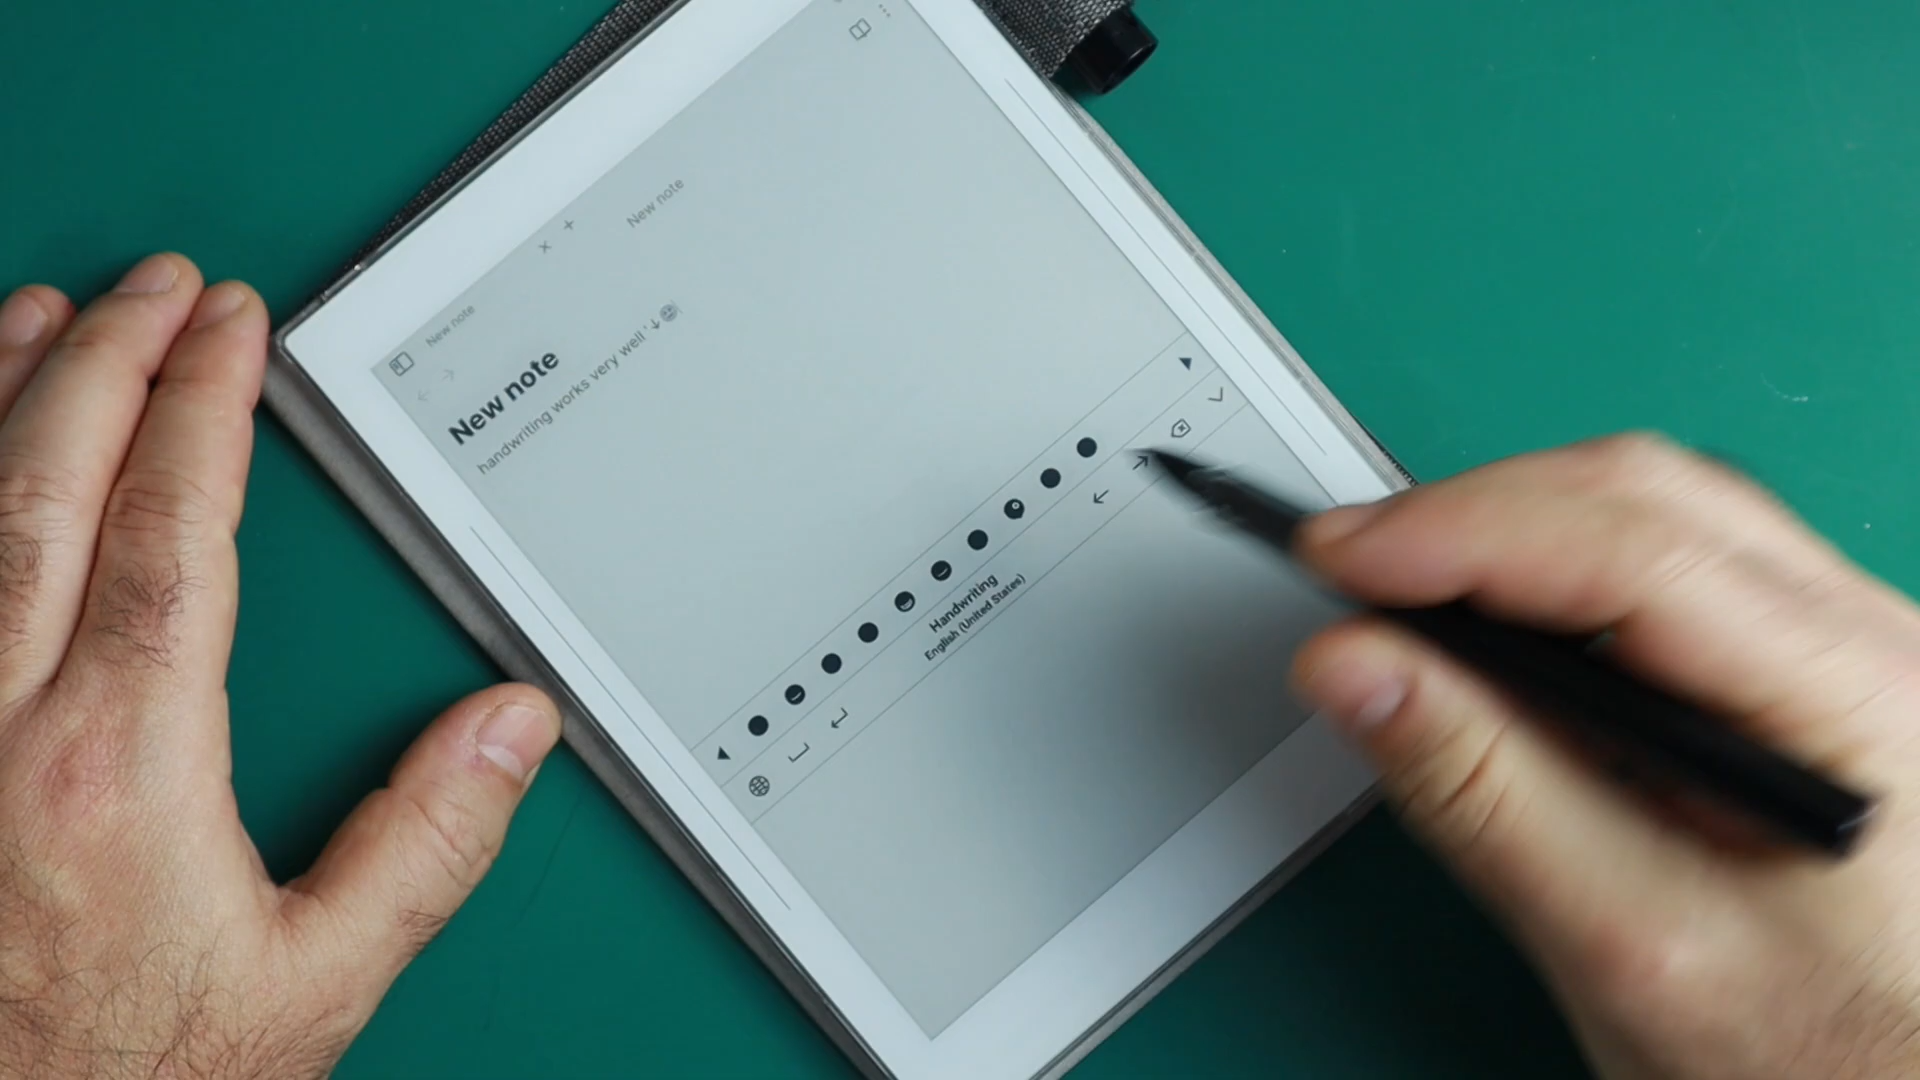 New note
New note
New note
handwriting works very well '↓☺
Handwriting
English (United States)